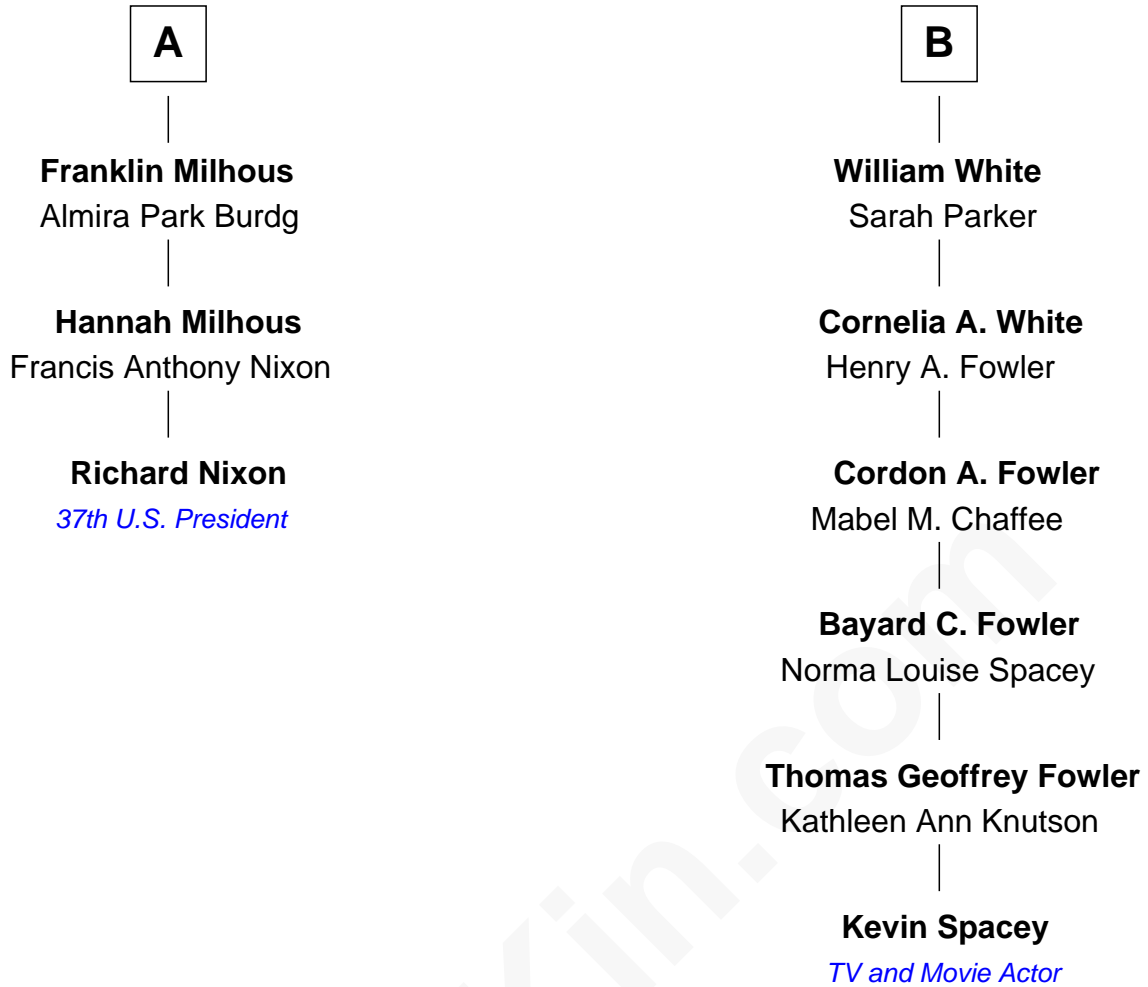 A
Franklin Milhous
Almira Park Burdg
Hannah Milhous
Francis Anthony Nixon
Richard Nixon
37th U.S. President
B
William White
Sarah Parker
Cornelia A. White
Henry A. Fowler
Cordon A. Fowler
Mabel M. Chaffee
Bayard C. Fowler
Norma Louise Spacey
Thomas Geoffrey Fowler
Kathleen Ann Knutson
Kevin Spacey
TV and Movie Actor
Kin.com